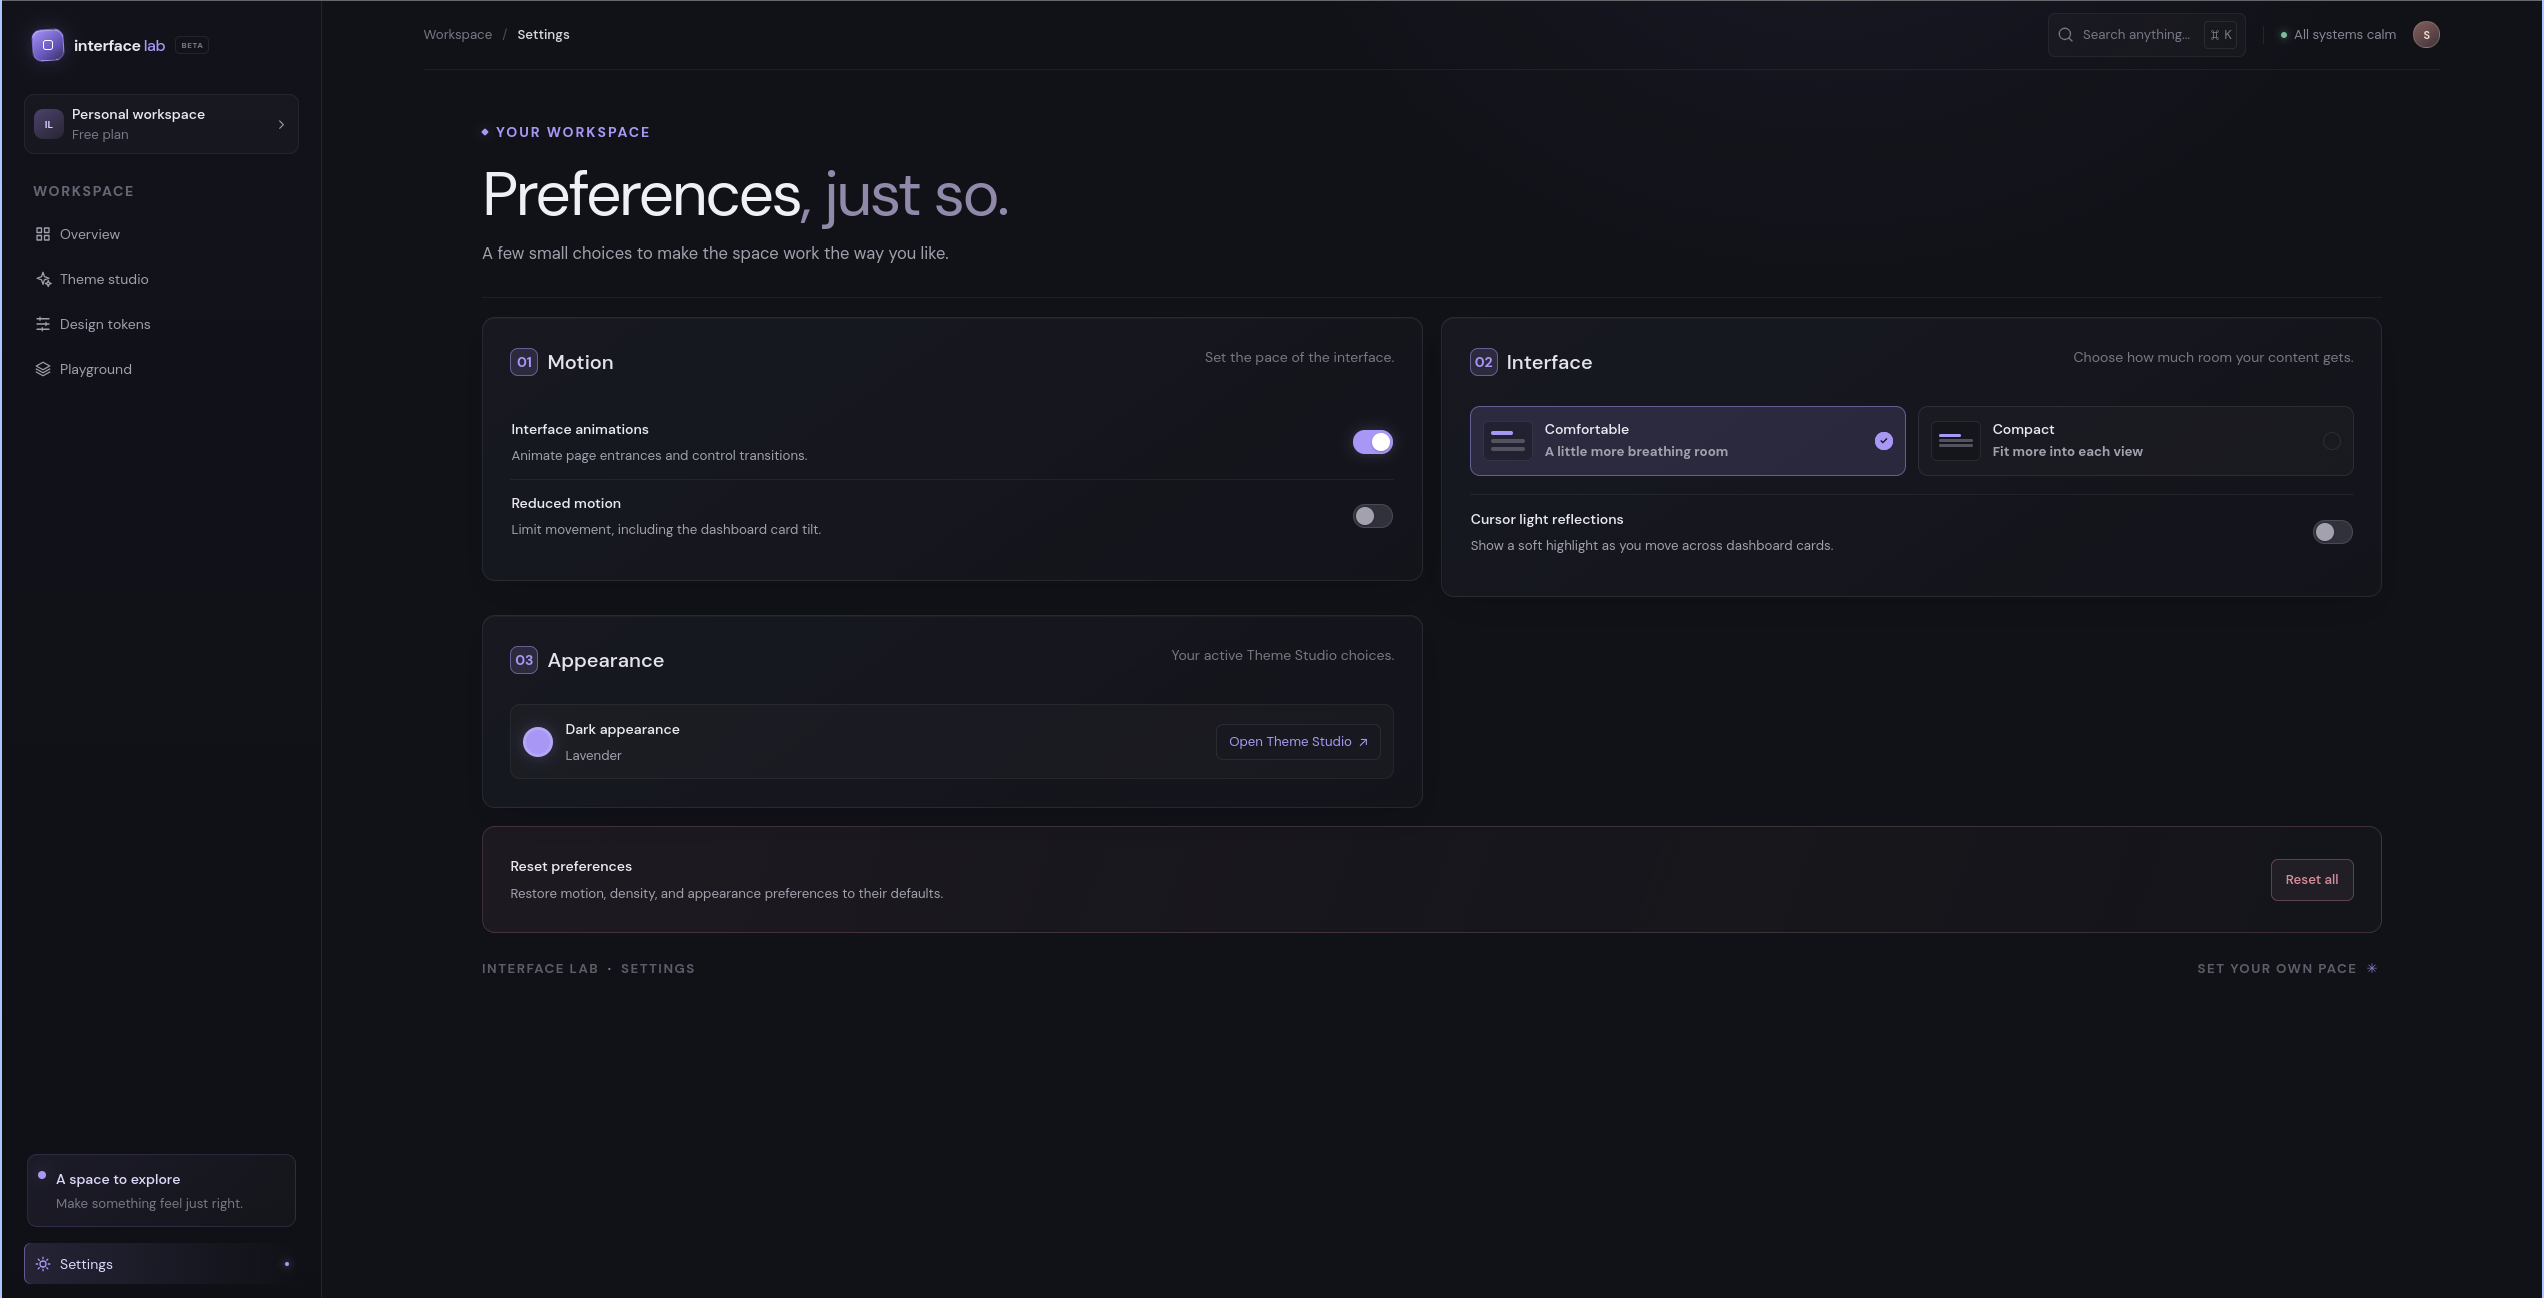 interface lab BETA
IL
Personal workspace
Free plan
WORKSPACE
Overview
Theme studio
Design tokens
Playground
A space to explore
Make something feel just right.
Settings
Workspace / Settings
Search anything... ⌘ K
All systems calm
S
YOUR WORKSPACE
Preferences, just so.
A few small choices to make the space work the way you like.
01 Motion
Set the pace of the interface.
Interface animations
Animate page entrances and control transitions.
Reduced motion
Limit movement, including the dashboard card tilt.
02 Interface
Choose how much room your content gets.
Comfortable
A little more breathing room
Compact
Fit more into each view
Cursor light reflections
Show a soft highlight as you move across dashboard cards.
03 Appearance
Your active Theme Studio choices.
Dark appearance
Lavender
Open Theme Studio ↗
Reset preferences
Restore motion, density, and appearance preferences to their defaults.
Reset all
INTERFACE LAB · SETTINGS
SET YOUR OWN PACE ✳